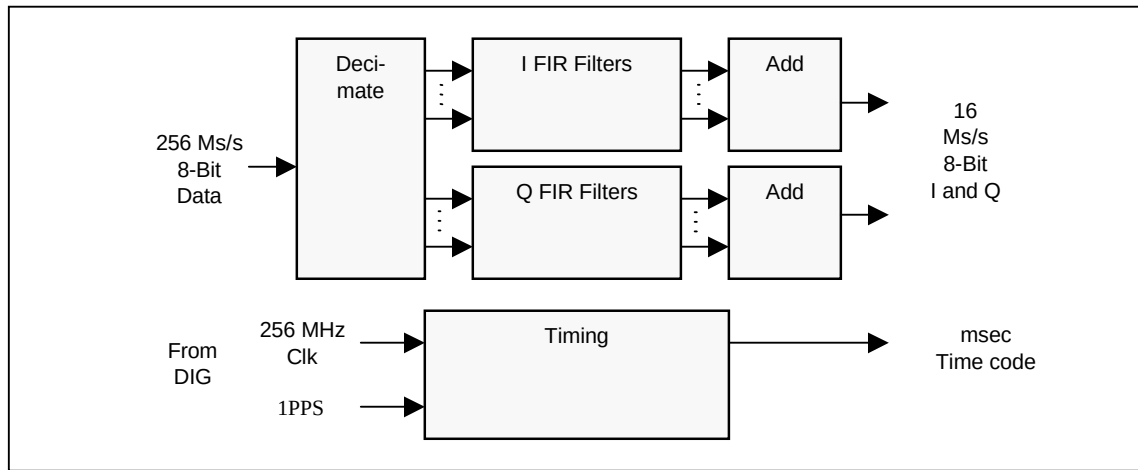 Deci-
mate
I FIR Filters
Add
256 Ms/s
8-Bit
Data
16
Ms/s
8-Bit
I and Q
Q FIR Filters
Add
From
DIG
256 MHz
Clk
1PPS
Timing
msec
Time code